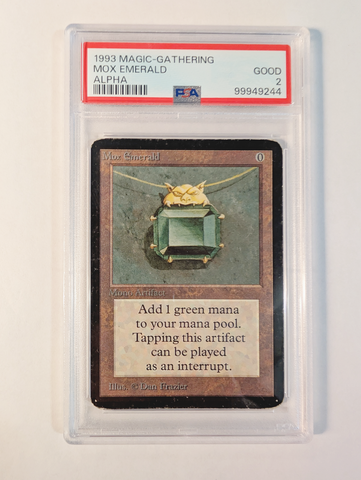 1993 MAGIC-GATHERING
MOX EMERALD GOOD
ALPHA 2
PSA 99949244
Mox Emerald 0
Mono Artifact
Add 1 green mana
to your mana pool.
Tapping this artifact
can be played
as an interrupt.
Illus. © Dan Frazier